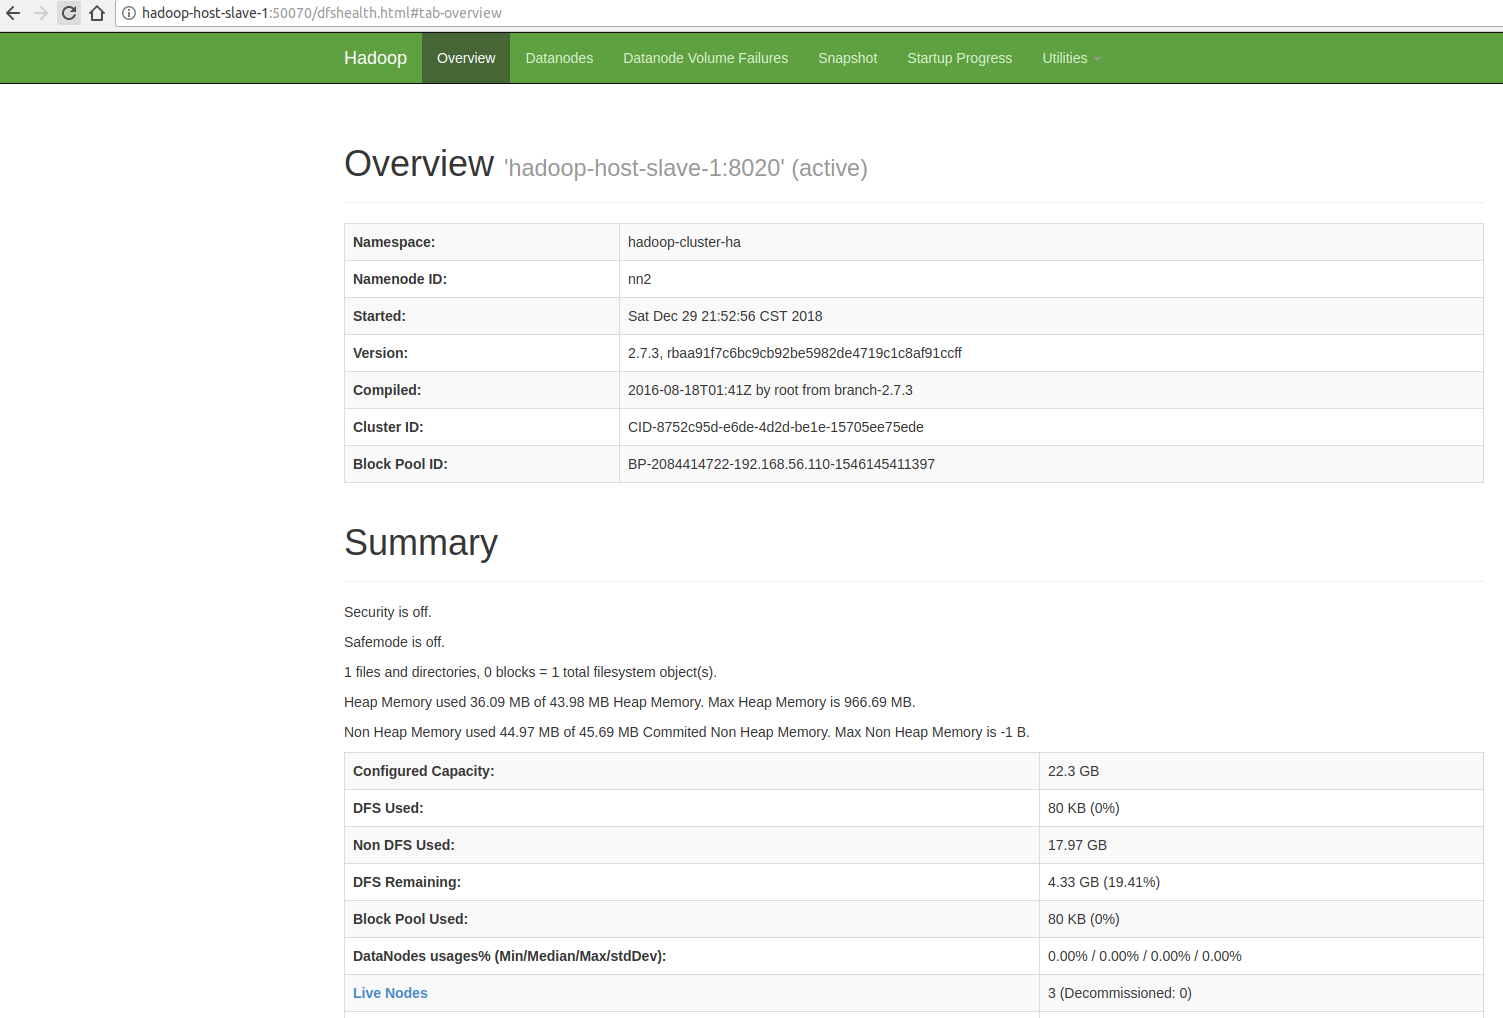 hadoop-host-slave-1:50070/dfshealth.html#tab-overview
Hadoop Overview Datanodes Datanode Volume Failures Snapshot Startup Progress Utilities
Overview 'hadoop-host-slave-1:8020' (active)
Namespace: hadoop-cluster-ha
Namenode ID: nn2
Started: Sat Dec 29 21:52:56 CST 2018
Version: 2.7.3, rbaa91f7c6bc9cb92be5982de4719c1c8af91ccff
Compiled: 2016-08-18T01:41Z by root from branch-2.7.3
Cluster ID: CID-8752c95d-e6de-4d2d-be1e-15705ee75ede
Block Pool ID: BP-2084414722-192.168.56.110-1546145411397
Summary
Security is off.
Safemode is off.
1 files and directories, 0 blocks = 1 total filesystem object(s).
Heap Memory used 36.09 MB of 43.98 MB Heap Memory. Max Heap Memory is 966.69 MB.
Non Heap Memory used 44.97 MB of 45.69 MB Commited Non Heap Memory. Max Non Heap Memory is -1 B.
Configured Capacity: 22.3 GB
DFS Used: 80 KB (0%)
Non DFS Used: 17.97 GB
DFS Remaining: 4.33 GB (19.41%)
Block Pool Used: 80 KB (0%)
DataNodes usages% (Min/Median/Max/stdDev): 0.00% / 0.00% / 0.00% / 0.00%
Live Nodes 3 (Decommissioned: 0)